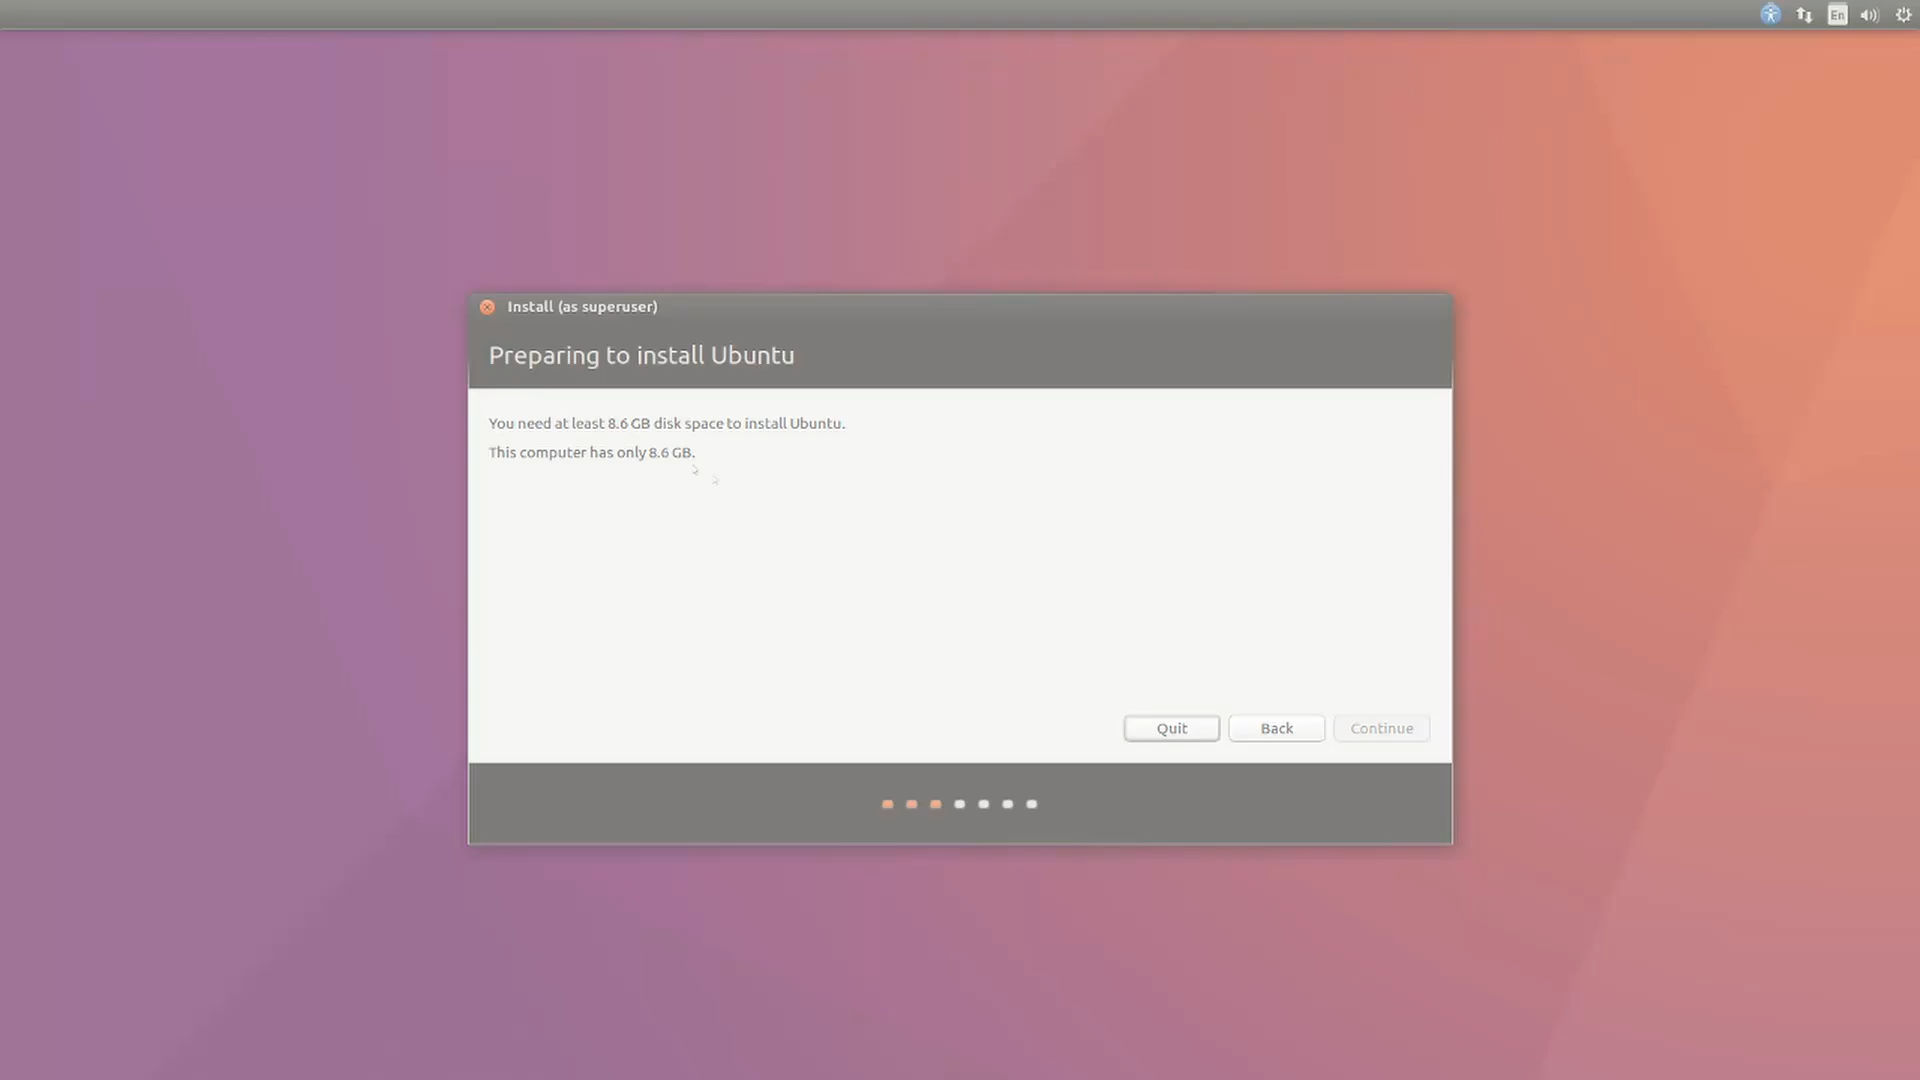 En
Install (as superuser)
Preparing to install Ubuntu
You need at least 8.6 GB disk space to install Ubuntu.
This computer has only 8.6 GB.
Quit Back Continue